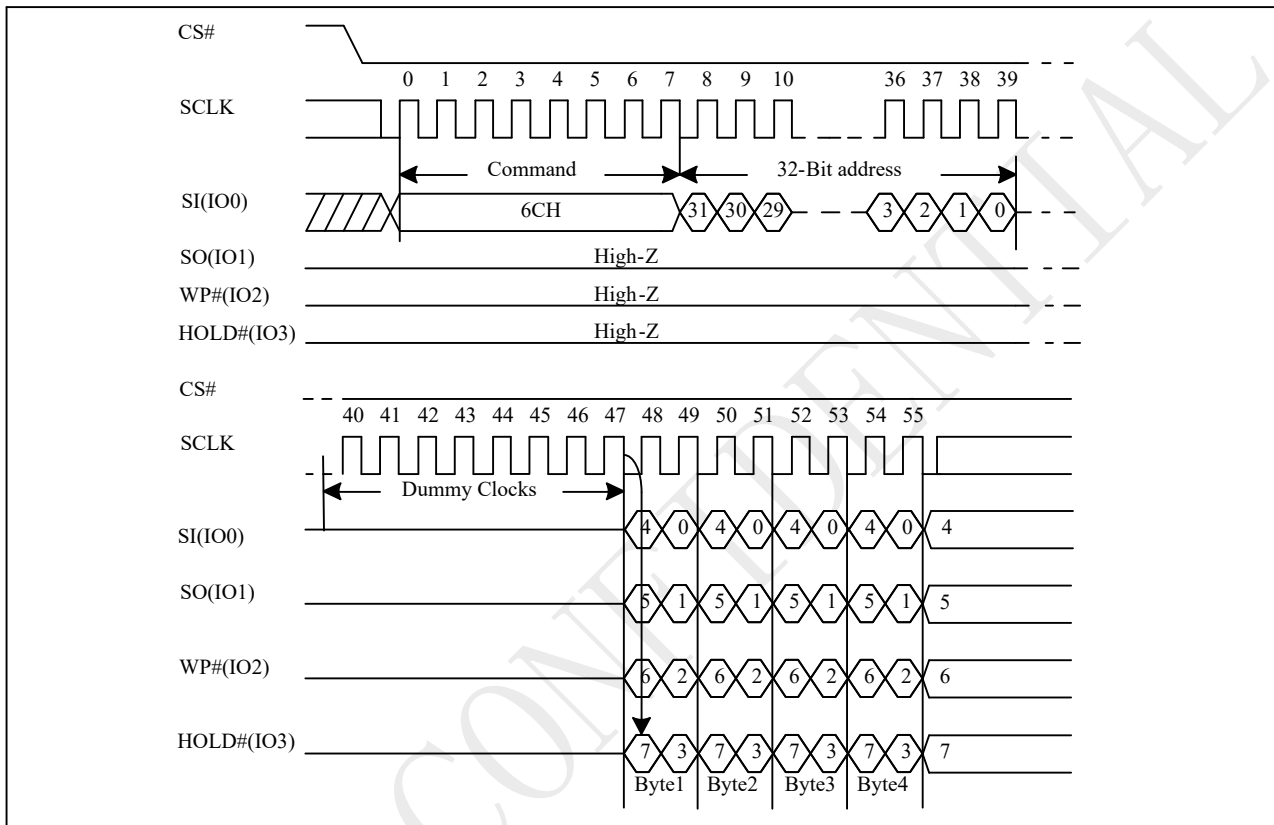 CS#
0 1 2 3 4 5 6 7 8 9 10 36 37 38 39
SCLK
Command 32-Bit address
SI(IO0) 6CH 31 30 29 3 2 1 0
SO(IO1) High-Z
WP#(IO2) High-Z
HOLD#(IO3) High-Z
CS#
40 41 42 43 44 45 46 47 48 49 50 51 52 53 54 55
SCLK
Dummy Clocks
SI(IO0) 4 0 4 0 4 0 4 0 4
SO(IO1) 5 1 5 1 5 1 5 1 5
WP#(IO2) 6 2 6 2 6 2 6 2 6
HOLD#(IO3) 7 3 7 3 7 3 7 3 7
Byte1 Byte2 Byte3 Byte4
CONFIDENTIAL